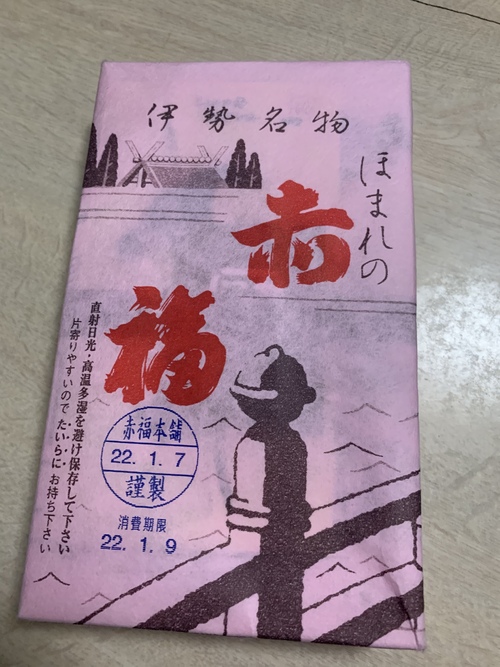 伊勢名物
ほまれの
赤
福
直射日光・高温多湿を避け保存して下さい
片寄りやすいので たいらに お持ち下さい
赤福本舗
22. 1. 7
謹製
消費期限
22. 1. 9